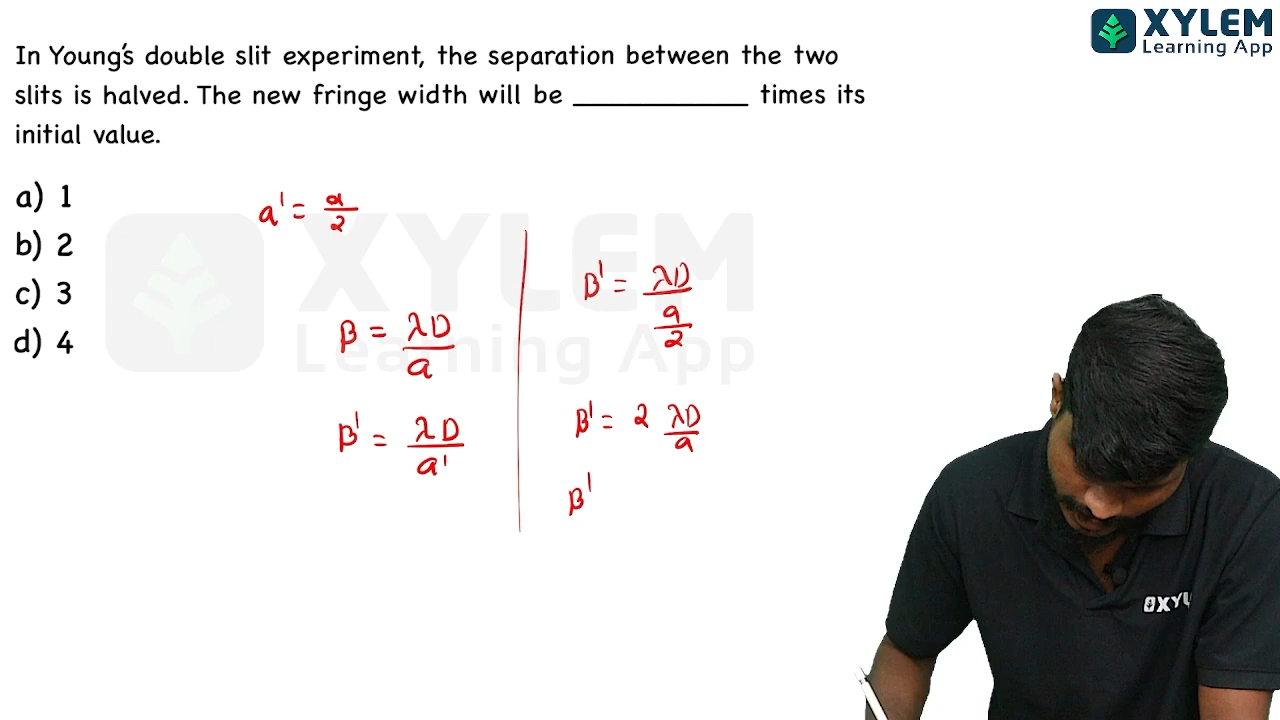 XYLEM
Learning App
In Young's double slit experiment, the separation between the two
slits is halved. The new fringe width will be ____________ times its
initial value.
a) 1
b) 2
c) 3
d) 4
a' = a/2
β = λD/a
β' = λD/a'
β' = λD/(a/2)
β' = 2 λD/a
β'
XYLEM
Learning App
XYLE